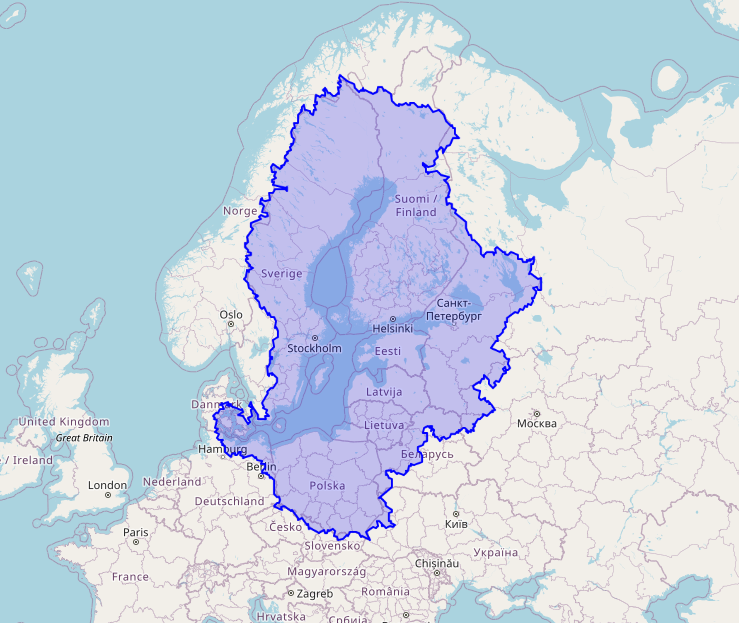 Suomi /
Finland
Norge
Sverige
Санкт-
Петербург
Oslo
Helsinki
Stockholm
Eesti
Latvija
Danmark
Lietuva
Москва
United Kingdom
Great Britain
Hamburg
Беларусь
/ Ireland
Berlin
London
Nederland
Polska
Deutschland
Česko
Київ
Paris
Slovensko
Україна
France
Magyarország
Chișinău
Zagreb
România
Hrvatska
Србија